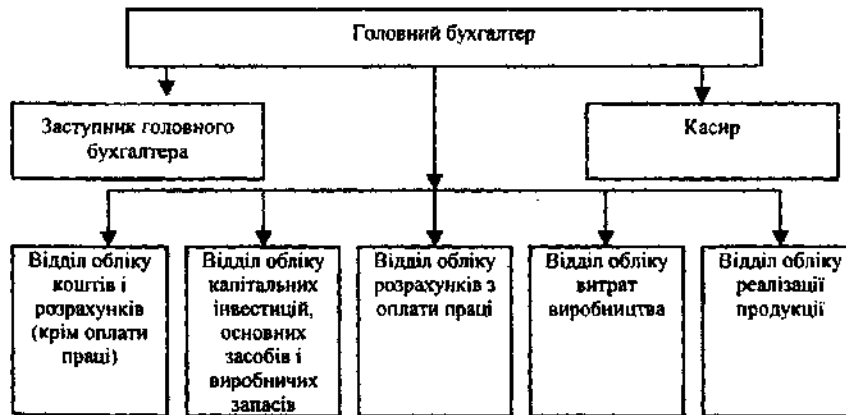 Головний бухгалтер
Заступник головного
бухгалтера
Касир
Відділ обліку
коштів і
розрахунків
(крім оплати
праці)
Відділ обліку
капітальних
інвестицій,
основних
засобів і
виробничих
запасів
Відділ обліку
розрахунків з
оплати праці
Відділ обліку
витрат
виробництва
Відділ обліку
реалізації
продукції